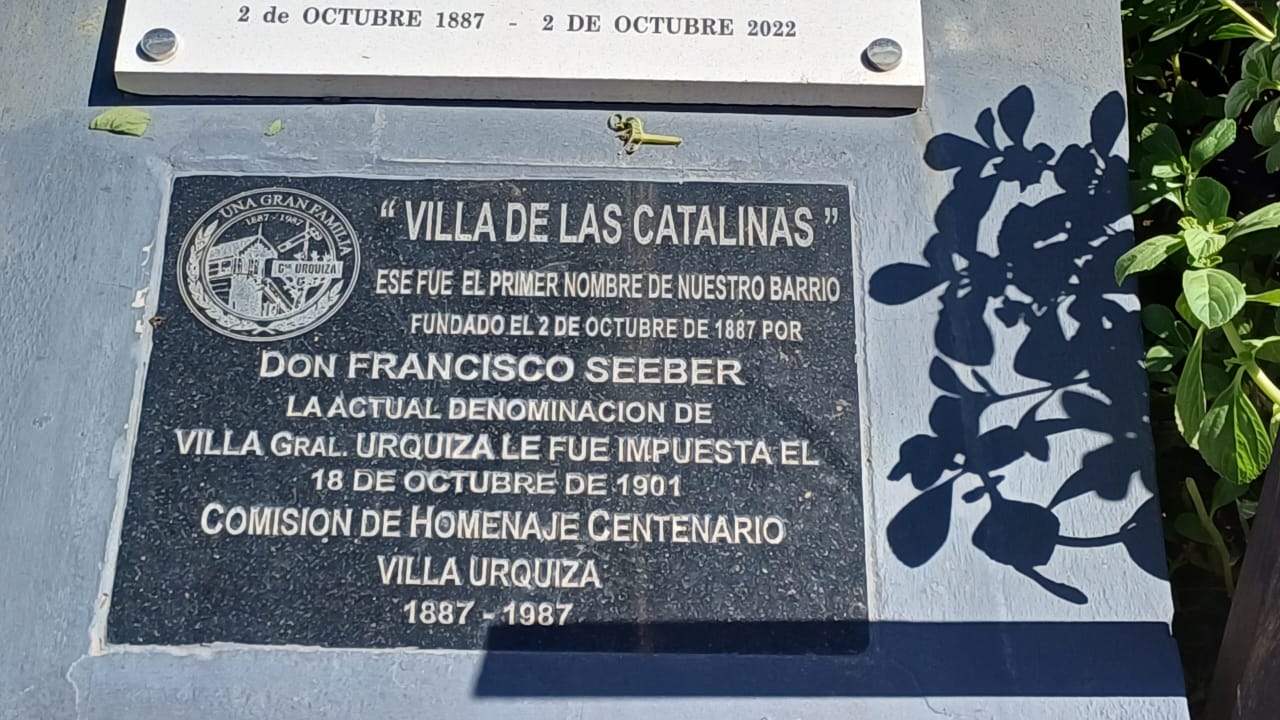 2 de OCTUBRE 1887 - 2 DE OCTUBRE 2022
UNA GRAN FAMILIA
1887 - 1987
Gral URQUIZA
“ VILLA DE LAS CATALINAS ”
ESE FUE EL PRIMER NOMBRE DE NUESTRO BARRIO
FUNDADO EL 2 DE OCTUBRE DE 1887 POR
DON FRANCISCO SEEBER
LA ACTUAL DENOMINACION DE
VILLA GRAL. URQUIZA LE FUE IMPUESTA EL
18 DE OCTUBRE DE 1901
COMISION DE HOMENAJE CENTENARIO
VILLA URQUIZA
1887 - 1987